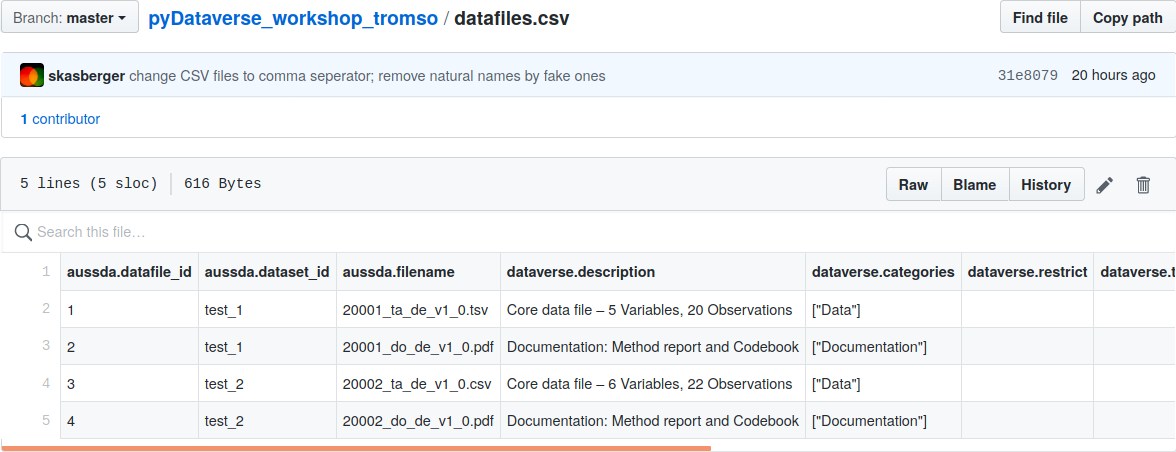 Branch: master pyDataverse_workshop_tromso / datafiles.csv Find file Copy path
skasberger change CSV files to comma seperator; remove natural names by fake ones 31e8079 20 hours ago
1 contributor
5 lines (5 sloc) 616 Bytes Raw Blame History
Search this file…
1 aussda.datafile_id aussda.dataset_id aussda.filename dataverse.description dataverse.categories dataverse.restrict dataverse.t
2 1 test_1 20001_ta_de_v1_0.tsv Core data file – 5 Variables, 20 Observations ["Data"]
3 2 test_1 20001_do_de_v1_0.pdf Documentation: Method report and Codebook ["Documentation"]
4 3 test_2 20002_ta_de_v1_0.csv Core data file – 6 Variables, 22 Observations ["Data"]
5 4 test_2 20002_do_de_v1_0.pdf Documentation: Method report and Codebook ["Documentation"]